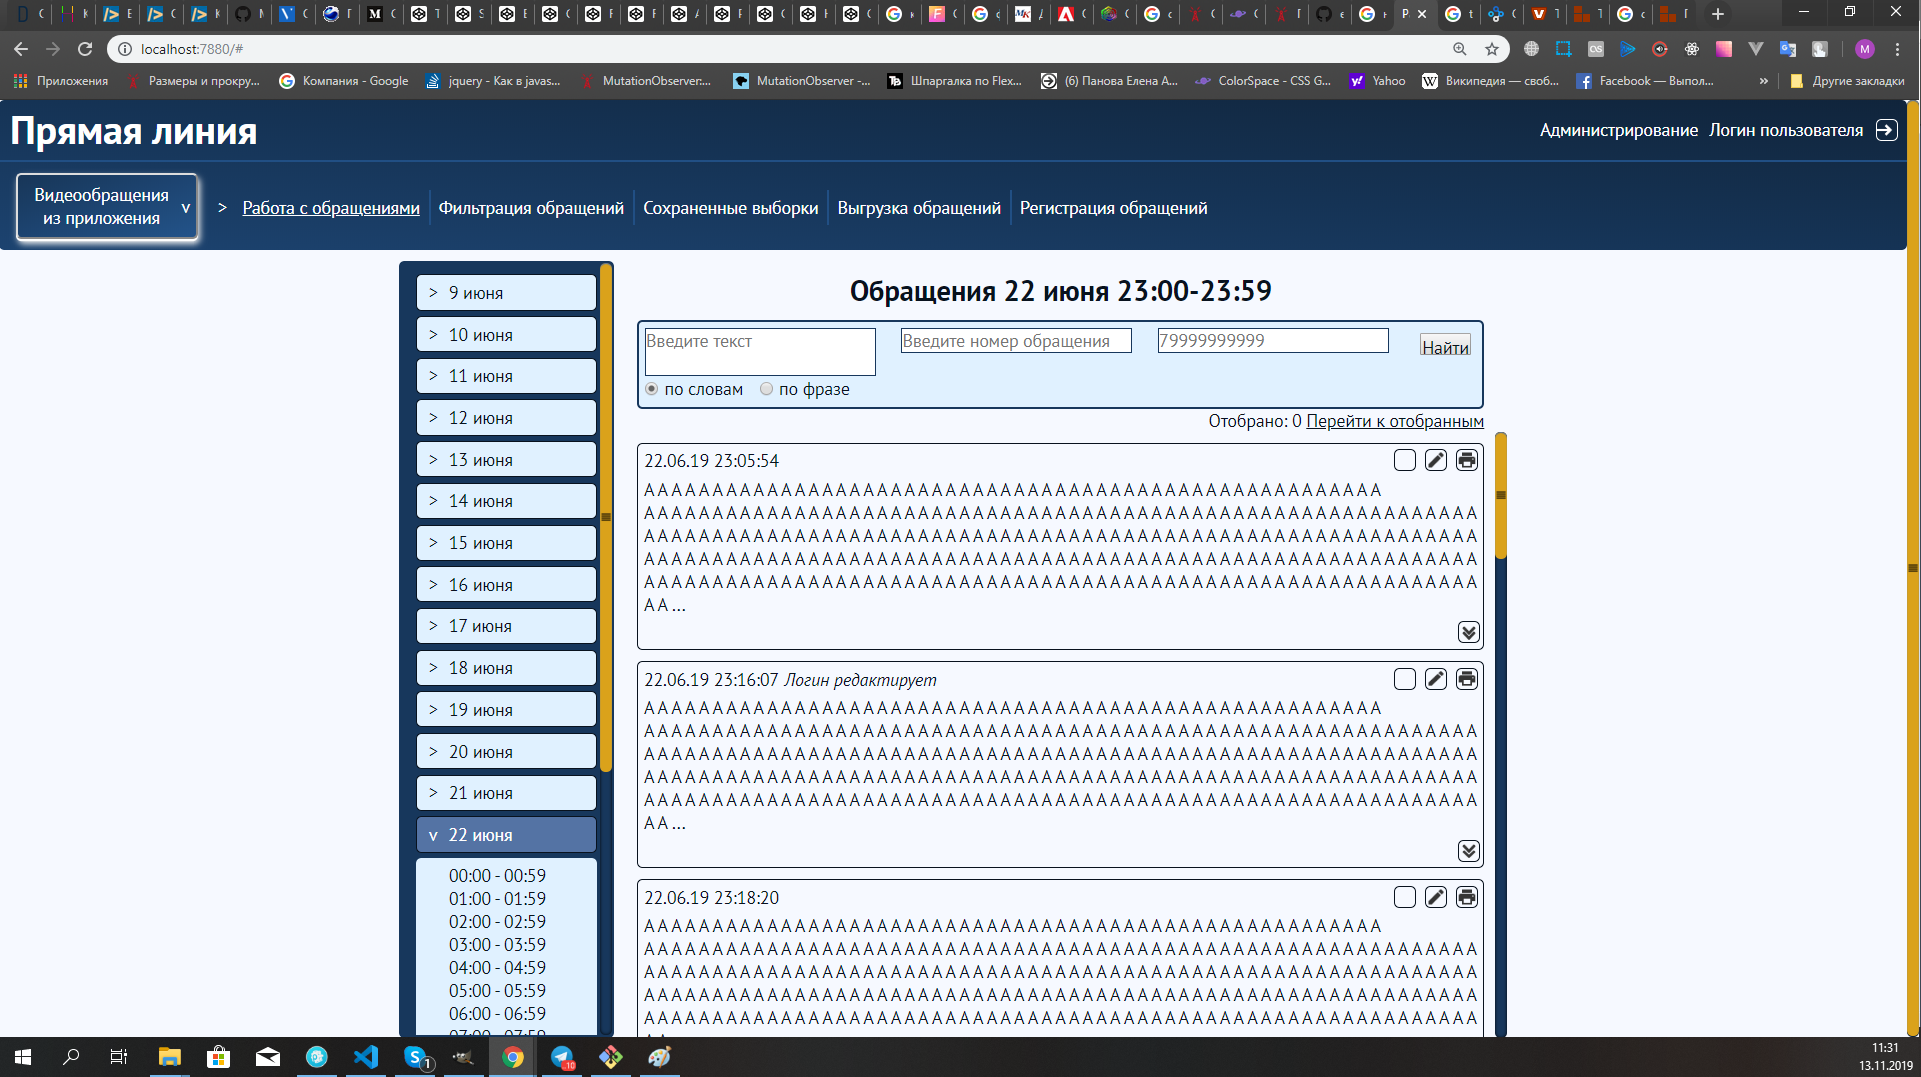 localhost:7880/#
Приложения Размеры и прокру... Компания - Google jquery - Как в javas... MutationObserver:... MutationObserver -... Шпаргалка по Flex... (6) Панова Елена А... ColorSpace - CSS G... Yahoo Википедия — своб... Facebook — Выпол... » Другие закладки
Прямая линия
Администрирование Логин пользователя
Видеообращения
из приложения v
> Работа с обращениями Фильтрация обращений Сохраненные выборки Выгрузка обращений Регистрация обращений
> 9 июня
> 10 июня
> 11 июня
> 12 июня
> 13 июня
> 14 июня
> 15 июня
> 16 июня
> 17 июня
> 18 июня
> 19 июня
> 20 июня
> 21 июня
v 22 июня
00:00 - 00:59
01:00 - 01:59
02:00 - 02:59
03:00 - 03:59
04:00 - 04:59
05:00 - 05:59
06:00 - 06:59
07:00 - 07:59
Обращения 22 июня 23:00-23:59
Введите текст Введите номер обращения 79999999999 Найти
по словам по фразе
Отобрано: 0 Перейти к отобранным
22.06.19 23:05:54
A A A A A A A A A A A A A A A A A A A A A A A A A A A A A A A A A A A A A A A A A A A A A A A A A A A A A A
A A A A A A A A A A A A A A A A A A A A A A A A A A A A A A A A A A A A A A A A A A A A A A A A A A A A A A A A A A A A A
A A A A A A A A A A A A A A A A A A A A A A A A A A A A A A A A A A A A A A A A A A A A A A A A A A A A A A A A A A A A A
A A A A A A A A A A A A A A A A A A A A A A A A A A A A A A A A A A A A A A A A A A A A A A A A A A A A A A A A A A A A A
A A A A A A A A A A A A A A A A A A A A A A A A A A A A A A A A A A A A A A A A A A A A A A A A A A A A A A A A A A A A A
A A ...
22.06.19 23:16:07 Логин редактирует
A A A A A A A A A A A A A A A A A A A A A A A A A A A A A A A A A A A A A A A A A A A A A A A A A A A A A A
A A A A A A A A A A A A A A A A A A A A A A A A A A A A A A A A A A A A A A A A A A A A A A A A A A A A A A A A A A A A A
A A A A A A A A A A A A A A A A A A A A A A A A A A A A A A A A A A A A A A A A A A A A A A A A A A A A A A A A A A A A A
A A A A A A A A A A A A A A A A A A A A A A A A A A A A A A A A A A A A A A A A A A A A A A A A A A A A A A A A A A A A A
A A A A A A A A A A A A A A A A A A A A A A A A A A A A A A A A A A A A A A A A A A A A A A A A A A A A A A A A A A A A A
A A ...
22.06.19 23:18:20
A A A A A A A A A A A A A A A A A A A A A A A A A A A A A A A A A A A A A A A A A A A A A A A A A A A A A A
A A A A A A A A A A A A A A A A A A A A A A A A A A A A A A A A A A A A A A A A A A A A A A A A A A A A A A A A A A A A A
A A A A A A A A A A A A A A A A A A A A A A A A A A A A A A A A A A A A A A A A A A A A A A A A A A A A A A A A A A A A A
A A A A A A A A A A A A A A A A A A A A A A A A A A A A A A A A A A A A A A A A A A A A A A A A A A A A A A A A A A A A A
A A A A A A A A A A A A A A A A A A A A A A A A A A A A A A A A A A A A A A A A A A A A A A A A A A A A A A A A A A A A A
11:31
13.11.2019